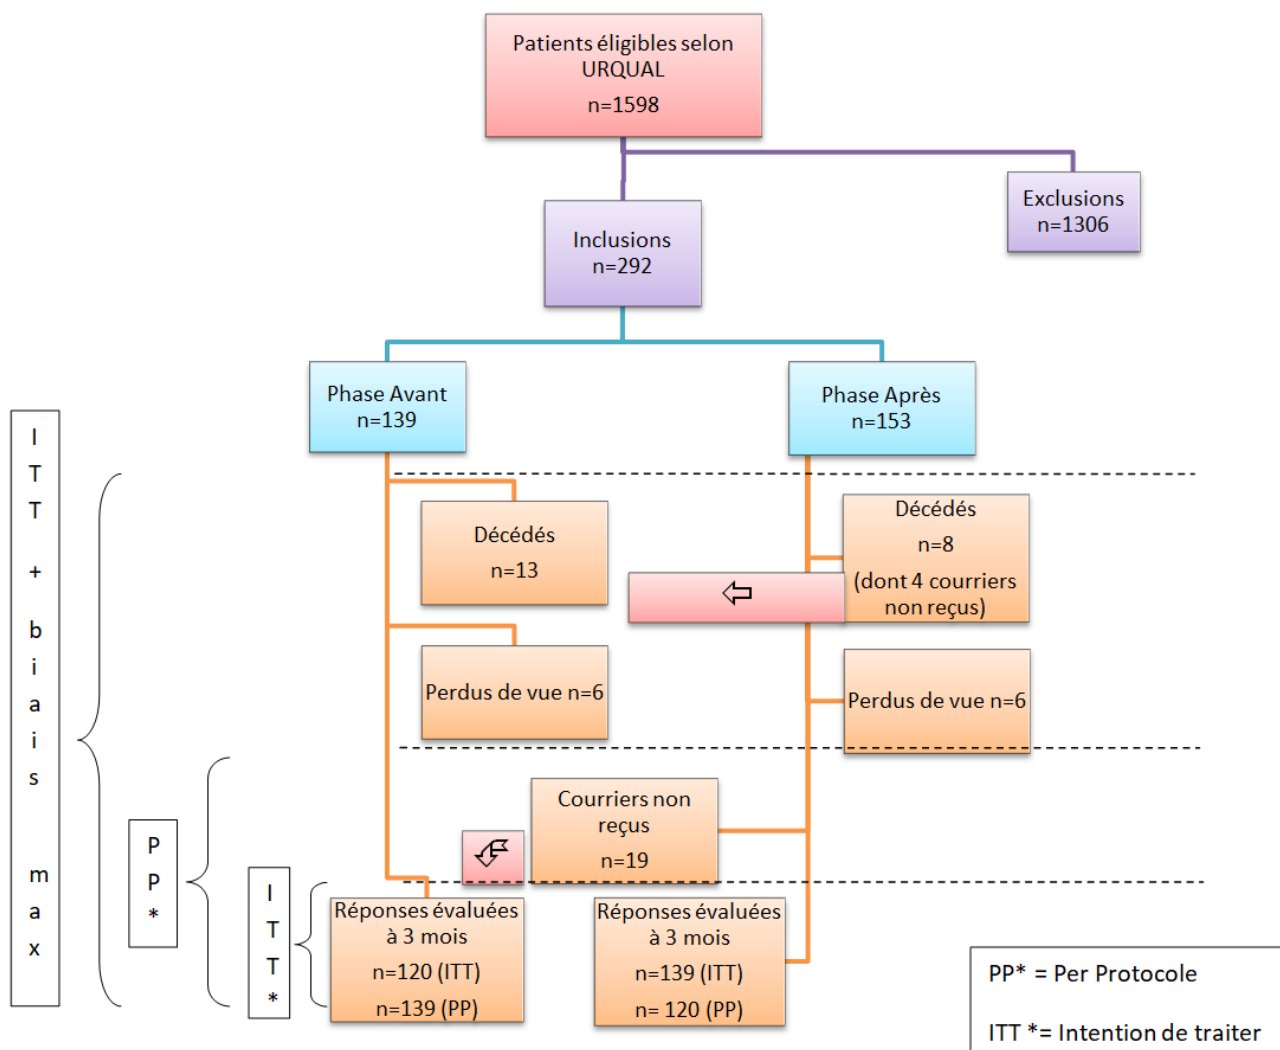 Patients éligibles selon
URQUAL
n=1598
Exclusions
n=1306
Inclusions
n=292
Phase Avant
n=139
Phase Après
n=153
Décédés
n=13
Décédés
n=8
(dont 4 courriers
non reçus)
Perdus de vue n=6
Perdus de vue n=6
Courriers non
reçus
n=19
Réponses évaluées
à 3 mois
n=120 (ITT)
n=139 (PP)
Réponses évaluées
à 3 mois
n=139 (ITT)
n= 120 (PP)
I
T
T
+
b
i
a
i
s
m
a
x
P
P
*
I
T
T
*
PP* = Per Protocole
ITT *= Intention de traiter